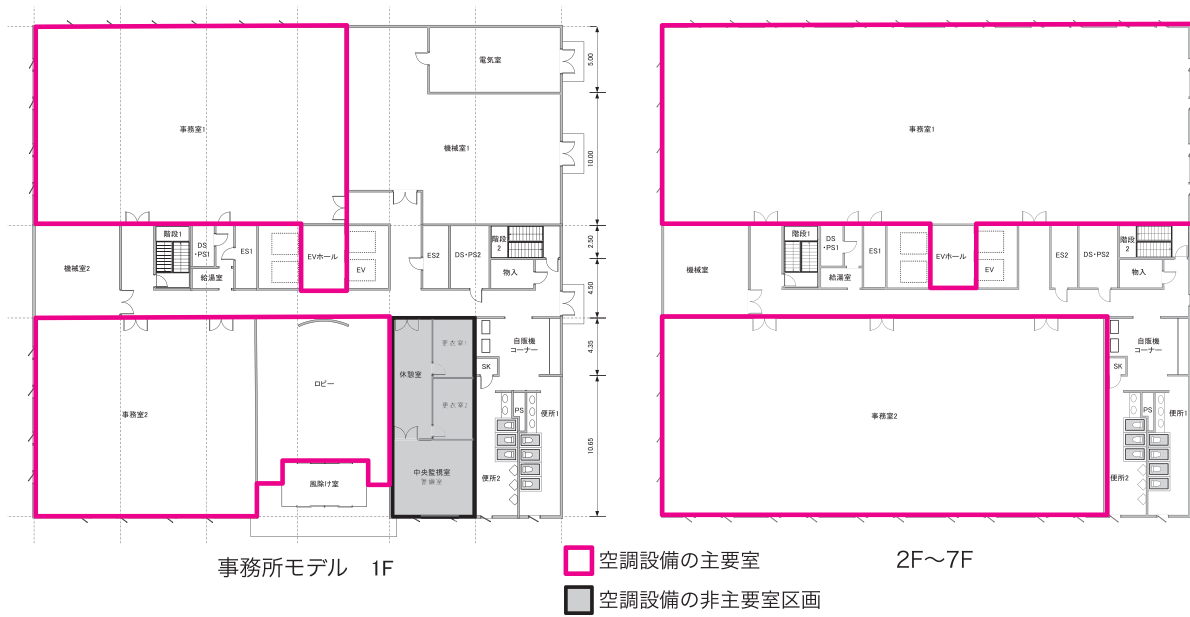 電気室
事務室1
機械室1
5.00
10.00
2.50
4.50
4.35
10.65
階段1
DS
・PS1
ES1
給湯室
機械室2
EVホール
EV
ES2
DS・PS2
階段
2
物入
更衣室1
休憩室
更衣室2
SK
自販機
コーナー
ロビー
事務室2
PS
便所1
中央監視室
警備室
風除け室
便所2
事務所モデル 1F
事務室1
階段1
DS
・PS1
ES1
機械室
給湯室
EVホール
EV
ES2
DS・PS2
階段
2
物入
自販機
コーナー
SK
事務室2
PS
便所1
便所2
2F～7F
空調設備の主要室
空調設備の非主要室区画